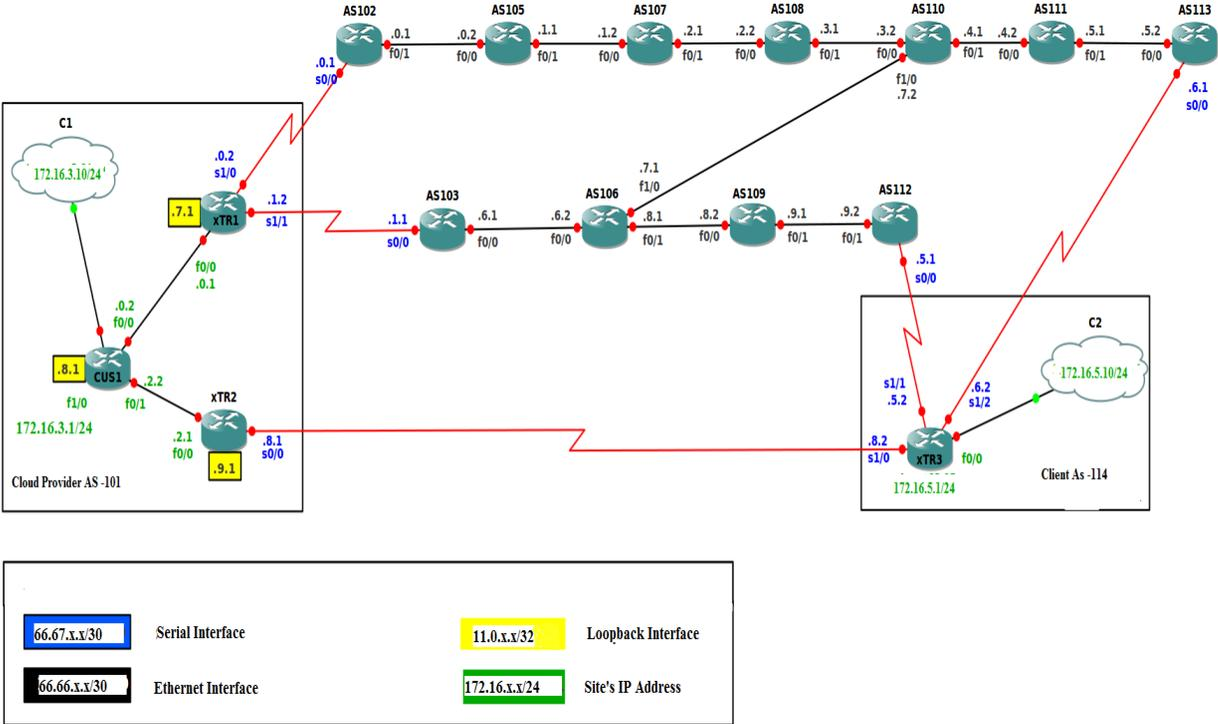 AS102
AS105
AS107
AS108
AS110
AS111
AS113
.0.1
f0/1
.0.2
f0/0
.1.1
f0/1
.1.2
f0/0
.2.1
f0/1
.2.2
f0/0
.3.1
f0/1
.3.2
f0/0
.4.1
f0/1
.4.2
f0/0
.5.1
f0/1
.5.2
f0/0
.0.1
s0/0
f1/0
.7.2
.6.1
s0/0
C1
172.16.3.10/24
.0.2
s1/0
.7.1
xTR1
.1.2
s1/1
f0/0
.0.1
.7.1
f1/0
AS103
AS106
AS109
AS112
.1.1
s0/0
.6.1
f0/0
.6.2
f0/0
.8.1
f0/1
.8.2
f0/0
.9.1
f0/1
.9.2
f0/1
.5.1
s0/0
.0.2
f0/0
.8.1
CUS1
.2.2
f1/0
f0/1
172.16.3.1/24
xTR2
.2.1
f0/0
.8.1
s0/0
.9.1
Cloud Provider AS -101
C2
172.16.5.10/24
s1/1
.5.2
.6.2
s1/2
.8.2
s1/0
xTR3
f0/0
172.16.5.1/24
Client As -114
66.67.x.x/30
Serial Interface
11.0.x.x/32
Loopback Interface
66.66.x.x/30
Ethernet Interface
172.16.x.x/24
Site's IP Address